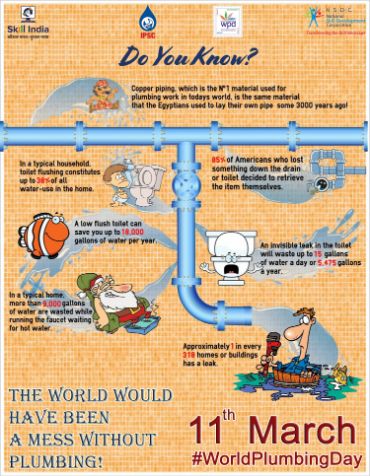 Skill India
IPSC
wpd
N·S·D·C
National
Skill Development
Corporation
Transforming the skill landscape
Do You Know?
Copper piping, which is the N°1 material used for
plumbing work in todays world, is the same material
that the Egyptians used to lay their own pipe some 3000 years ago!
In a typical household,
toilet flushing constitutes
up to 38% of all
water-use in the home.
85% of Americans who lost
something down the drain
or toilet decided to retrieve
the item themselves.
A low flush toilet can
save you up to 18,000
gallons of water per year.
An invisible leak in the toilet
will waste up to 15 gallons
of water a day or 5,475 gallons
a year.
In a typical home,
more than 9,000 gallons
of water are wasted while
running the faucet waiting
for hot water.
Approximately 1 in every
318 homes or buildings
has a leak.
THE WORLD WOULD
HAVE BEEN
A MESS WITHOUT
PLUMBING!
11th March
#WorldPlumbingDay